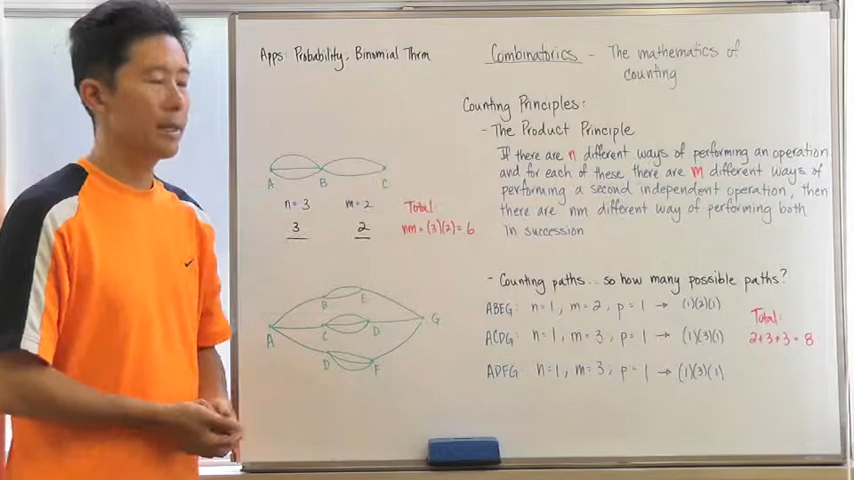 Apps: Probability, Binomial Thrm
Combinatorics - The mathematics of
counting
Counting Principles:
- The Product Principle
If there are n different ways of performing an operation
and for each of these there are m different ways of
performing a second independent operation, then
there are nm different way of performing both
in succession
A B C
n = 3 m = 2
3 2
Total:
nm = (3)(2) = 6
- Counting paths... so how many possible paths?
ABEG: n = 1, m = 2, p = 1 → (1)(2)(1)
ACDG: n = 1, m = 3, p = 1 → (1)(3)(1)
ADFG: n = 1, m = 3, p = 1 → (1)(3)(1)
Total:
2+3+3 = 8
B E
A C D G
D F